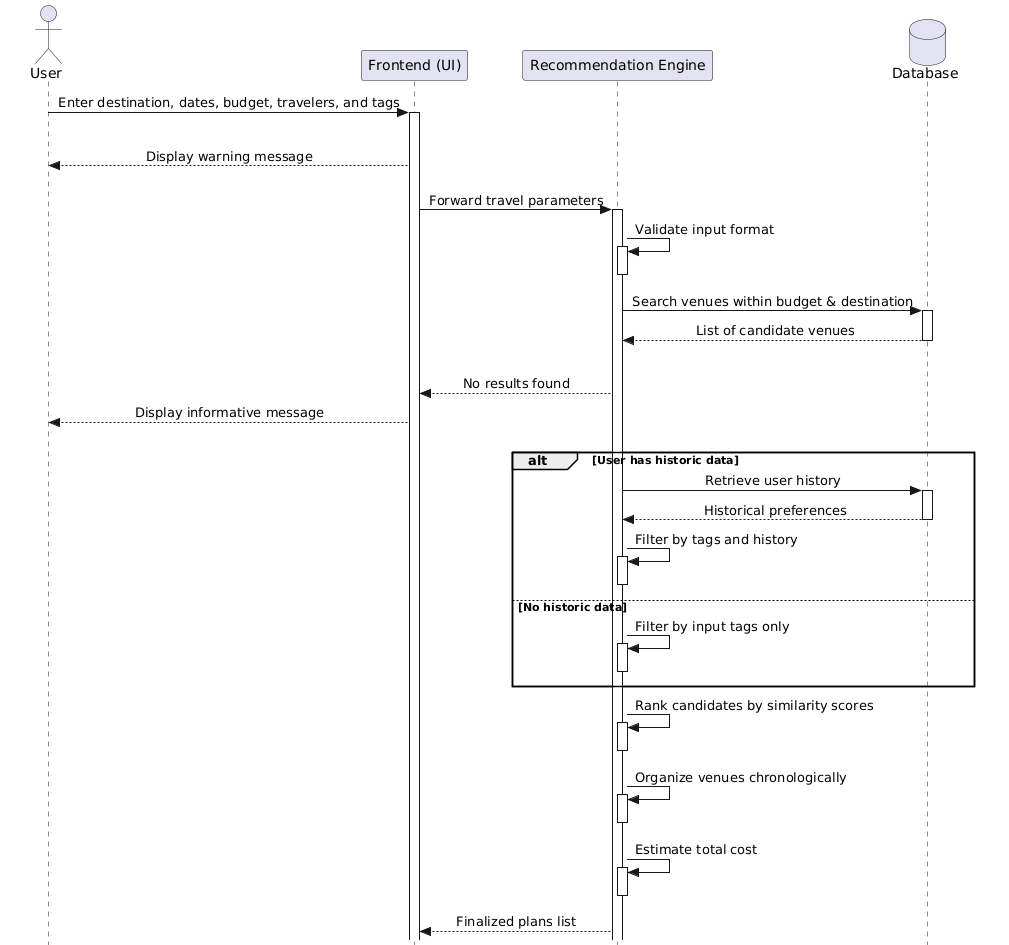 User
Frontend (UI)
Recommendation Engine
Database
Enter destination, dates, budget, travelers, and tags
Display warning message
Forward travel parameters
Validate input format
Search venues within budget & destination
List of candidate venues
No results found
Display informative message
alt [User has historic data]
Retrieve user history
Historical preferences
Filter by tags and history
[No historic data]
Filter by input tags only
Rank candidates by similarity scores
Organize venues chronologically
Estimate total cost
Finalized plans list